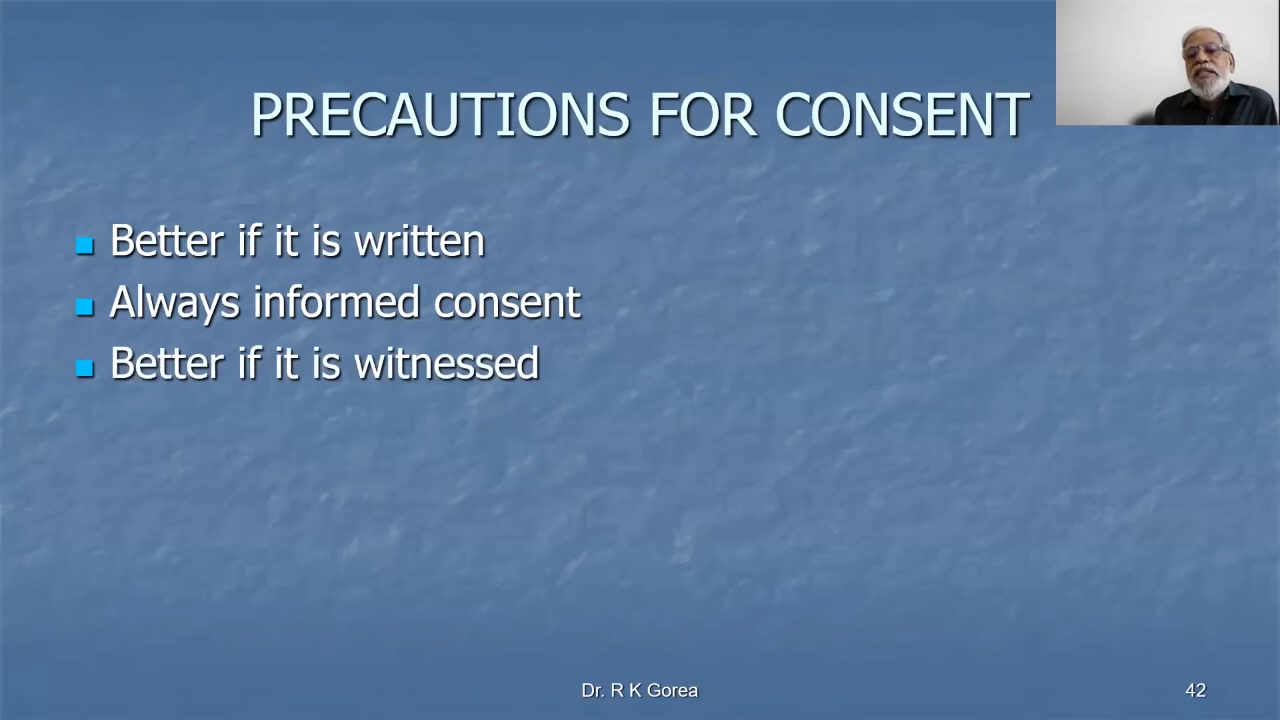 PRECAUTIONS FOR CONSENT
Better if it is written
Always informed consent
Better if it is witnessed
Dr. R K Gorea
42